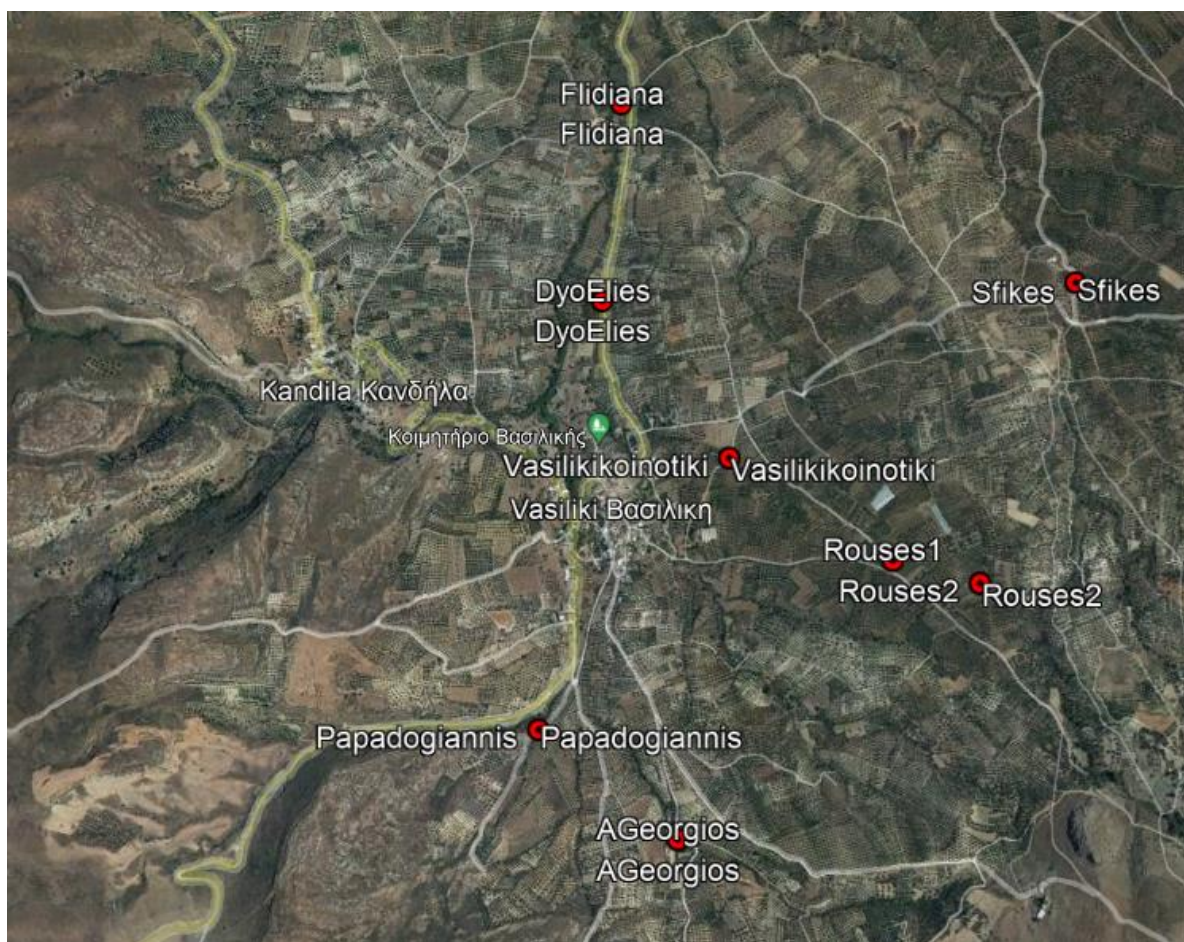 Flidiana
Flidiana
DyoElies
DyoElies
Sfikes Sfikes
Kandila Κανδήλα
Κοιμητήριο Βασιλικής
Vasilikikoinotiki Vasilikikoinotiki
Vasiliki Βασιλικη
Rouses1
Rouses2 Rouses2
Papadogiannis Papadogiannis
AGeorgios
AGeorgios